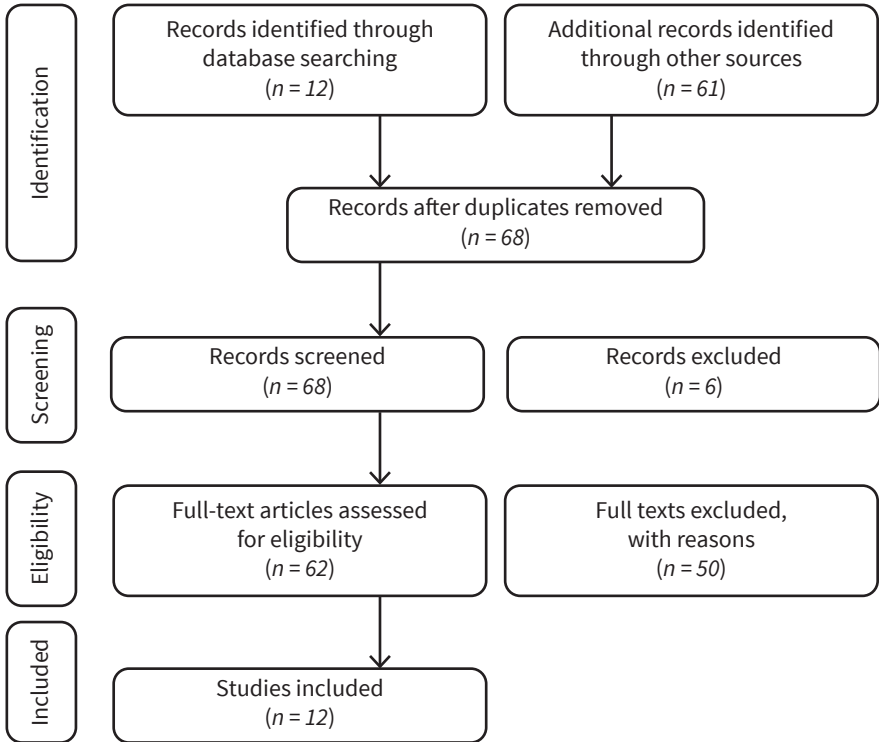 Identification
Records identified through
database searching
(n = 12)
Additional records identified
through other sources
(n = 61)
Records after duplicates removed
(n = 68)
Screening
Records screened
(n = 68)
Records excluded
(n = 6)
Eligibility
Full-text articles assessed
for eligibility
(n = 62)
Full texts excluded,
with reasons
(n = 50)
Included
Studies included
(n = 12)